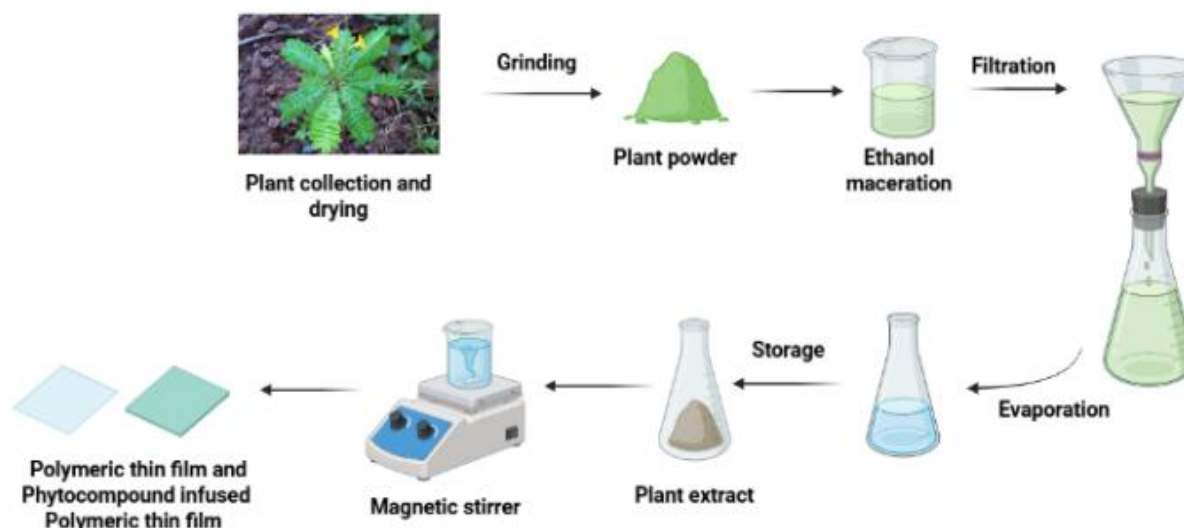 Grinding
Filtration
Plant collection and
drying
Plant powder
Ethanol
maceration
Evaporation
Storage
Plant extract
Magnetic stirrer
Polymeric thin film and
Phytocompound infused
Polymeric thin film